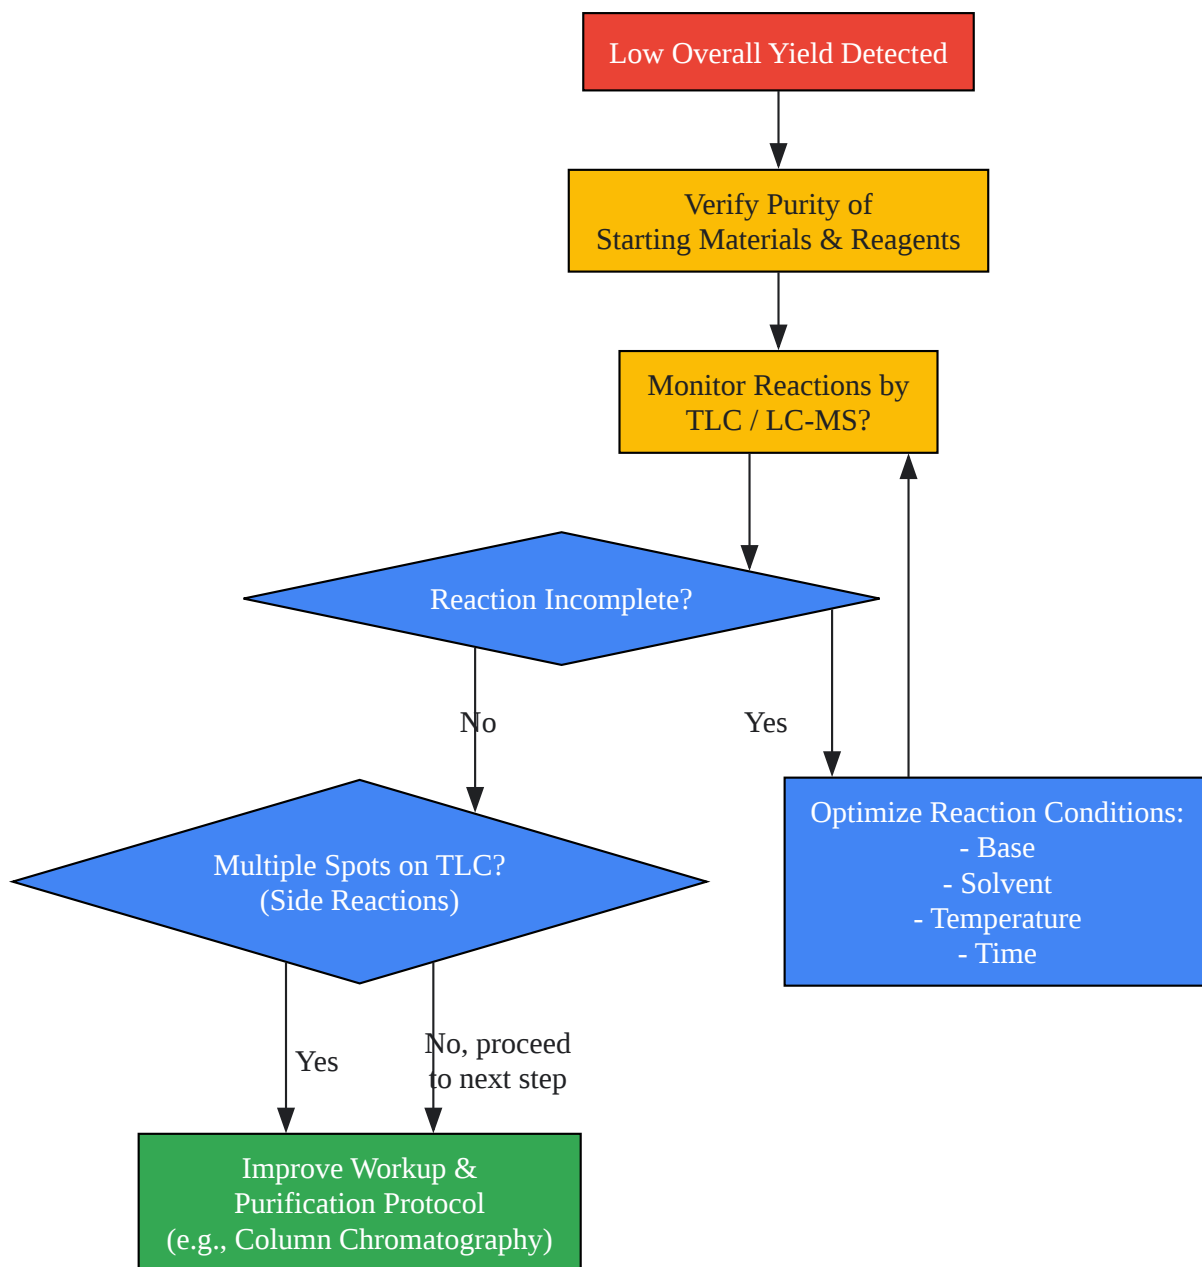 Low Overall Yield Detected
Verify Purity of
Starting Materials & Reagents
Monitor Reactions by
TLC / LC-MS?
Reaction Incomplete?
No
Yes
Multiple Spots on TLC?
(Side Reactions)
Optimize Reaction Conditions:
- Base
- Solvent
- Temperature
- Time
Yes
No, proceed
to next step
Improve Workup &
Purification Protocol
(e.g., Column Chromatography)